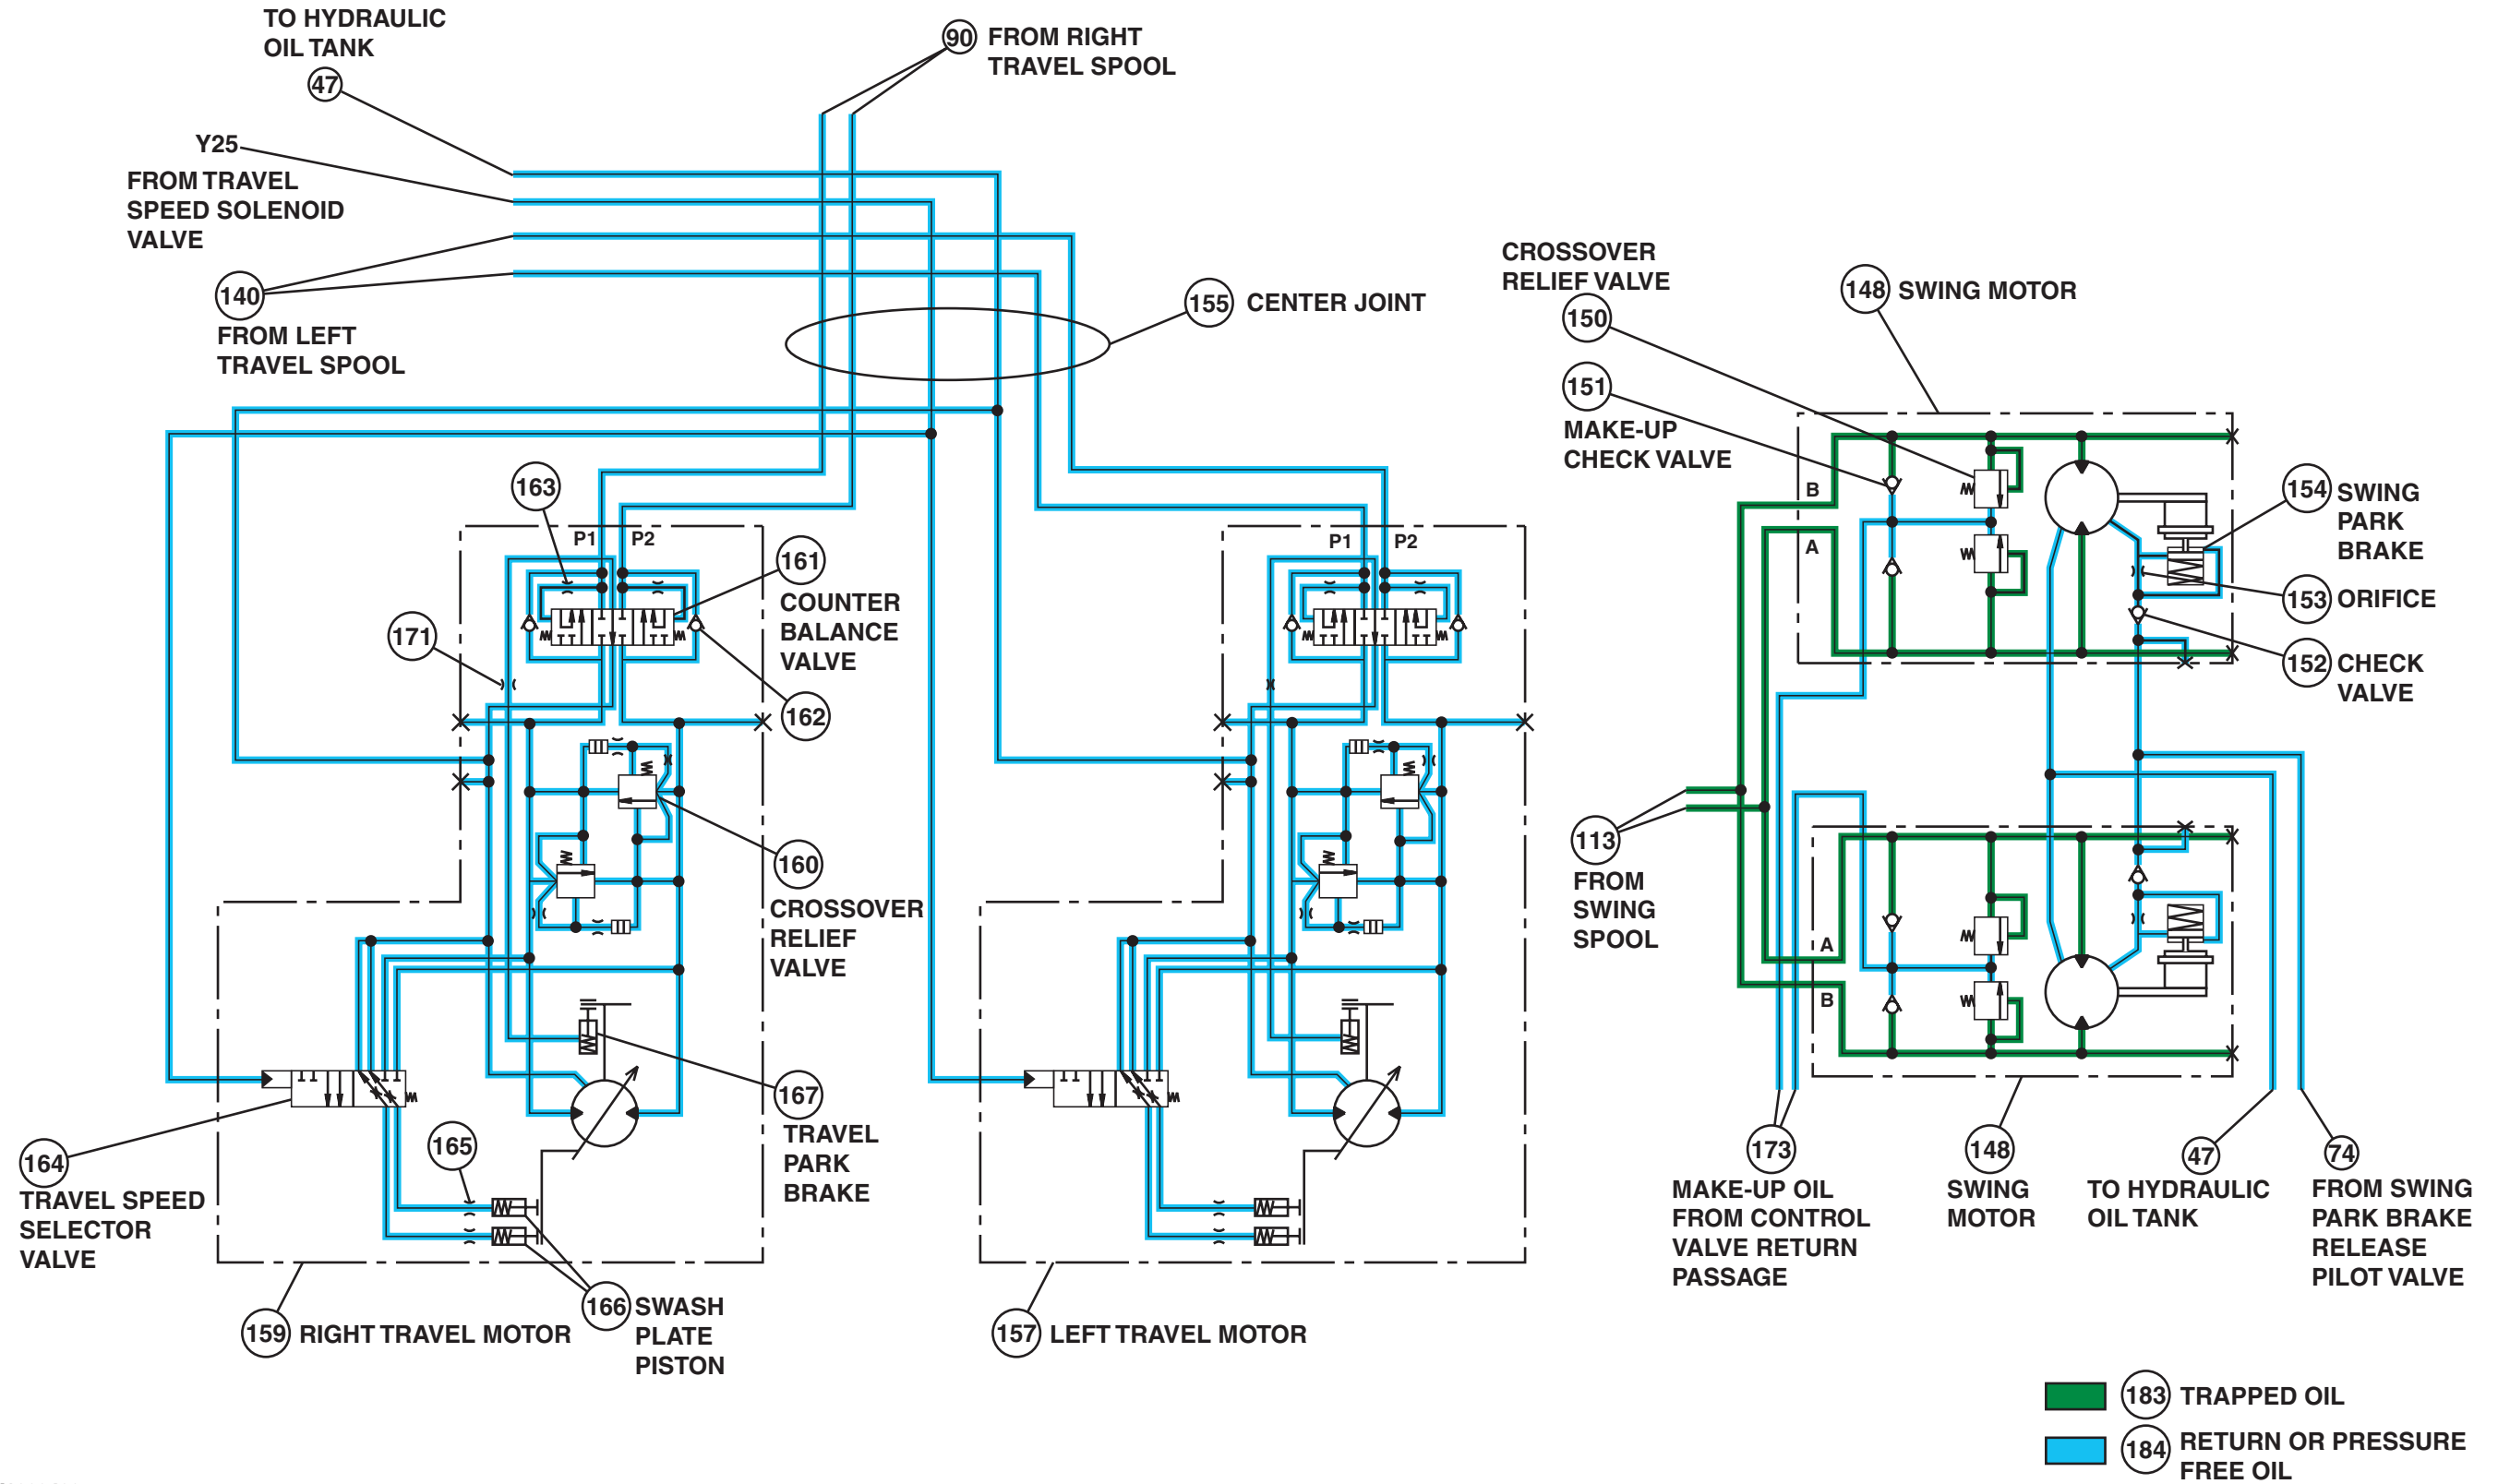 TO HYDRAULIC
OIL TANK
47
Y25
FROM TRAVEL
SPEED SOLENOID
VALVE
140
FROM LEFT
TRAVEL SPOOL
90
FROM RIGHT
TRAVEL SPOOL
155
CENTER JOINT
CROSSOVER
RELIEF VALVE
150
151
MAKE-UP
CHECK VALVE
148
SWING MOTOR
154
SWING
PARK
BRAKE
153
ORIFICE
152
CHECK
VALVE
B
A
163
P1
P2
161
COUNTER
BALANCE
VALVE
171
162
P1
P2
160
CROSSOVER
RELIEF
VALVE
113
FROM
SWING
SPOOL
A
B
167
TRAVEL
PARK
BRAKE
164
TRAVEL SPEED
SELECTOR
VALVE
165
166
SWASH
PLATE
PISTON
159
RIGHT TRAVEL MOTOR
157
LEFT TRAVEL MOTOR
173
MAKE-UP OIL
FROM CONTROL
VALVE RETURN
PASSAGE
148
SWING
MOTOR
47
TO HYDRAULIC
OIL TANK
74
FROM SWING
PARK BRAKE
RELEASE
PILOT VALVE
183
TRAPPED OIL
184
RETURN OR PRESSURE
FREE OIL